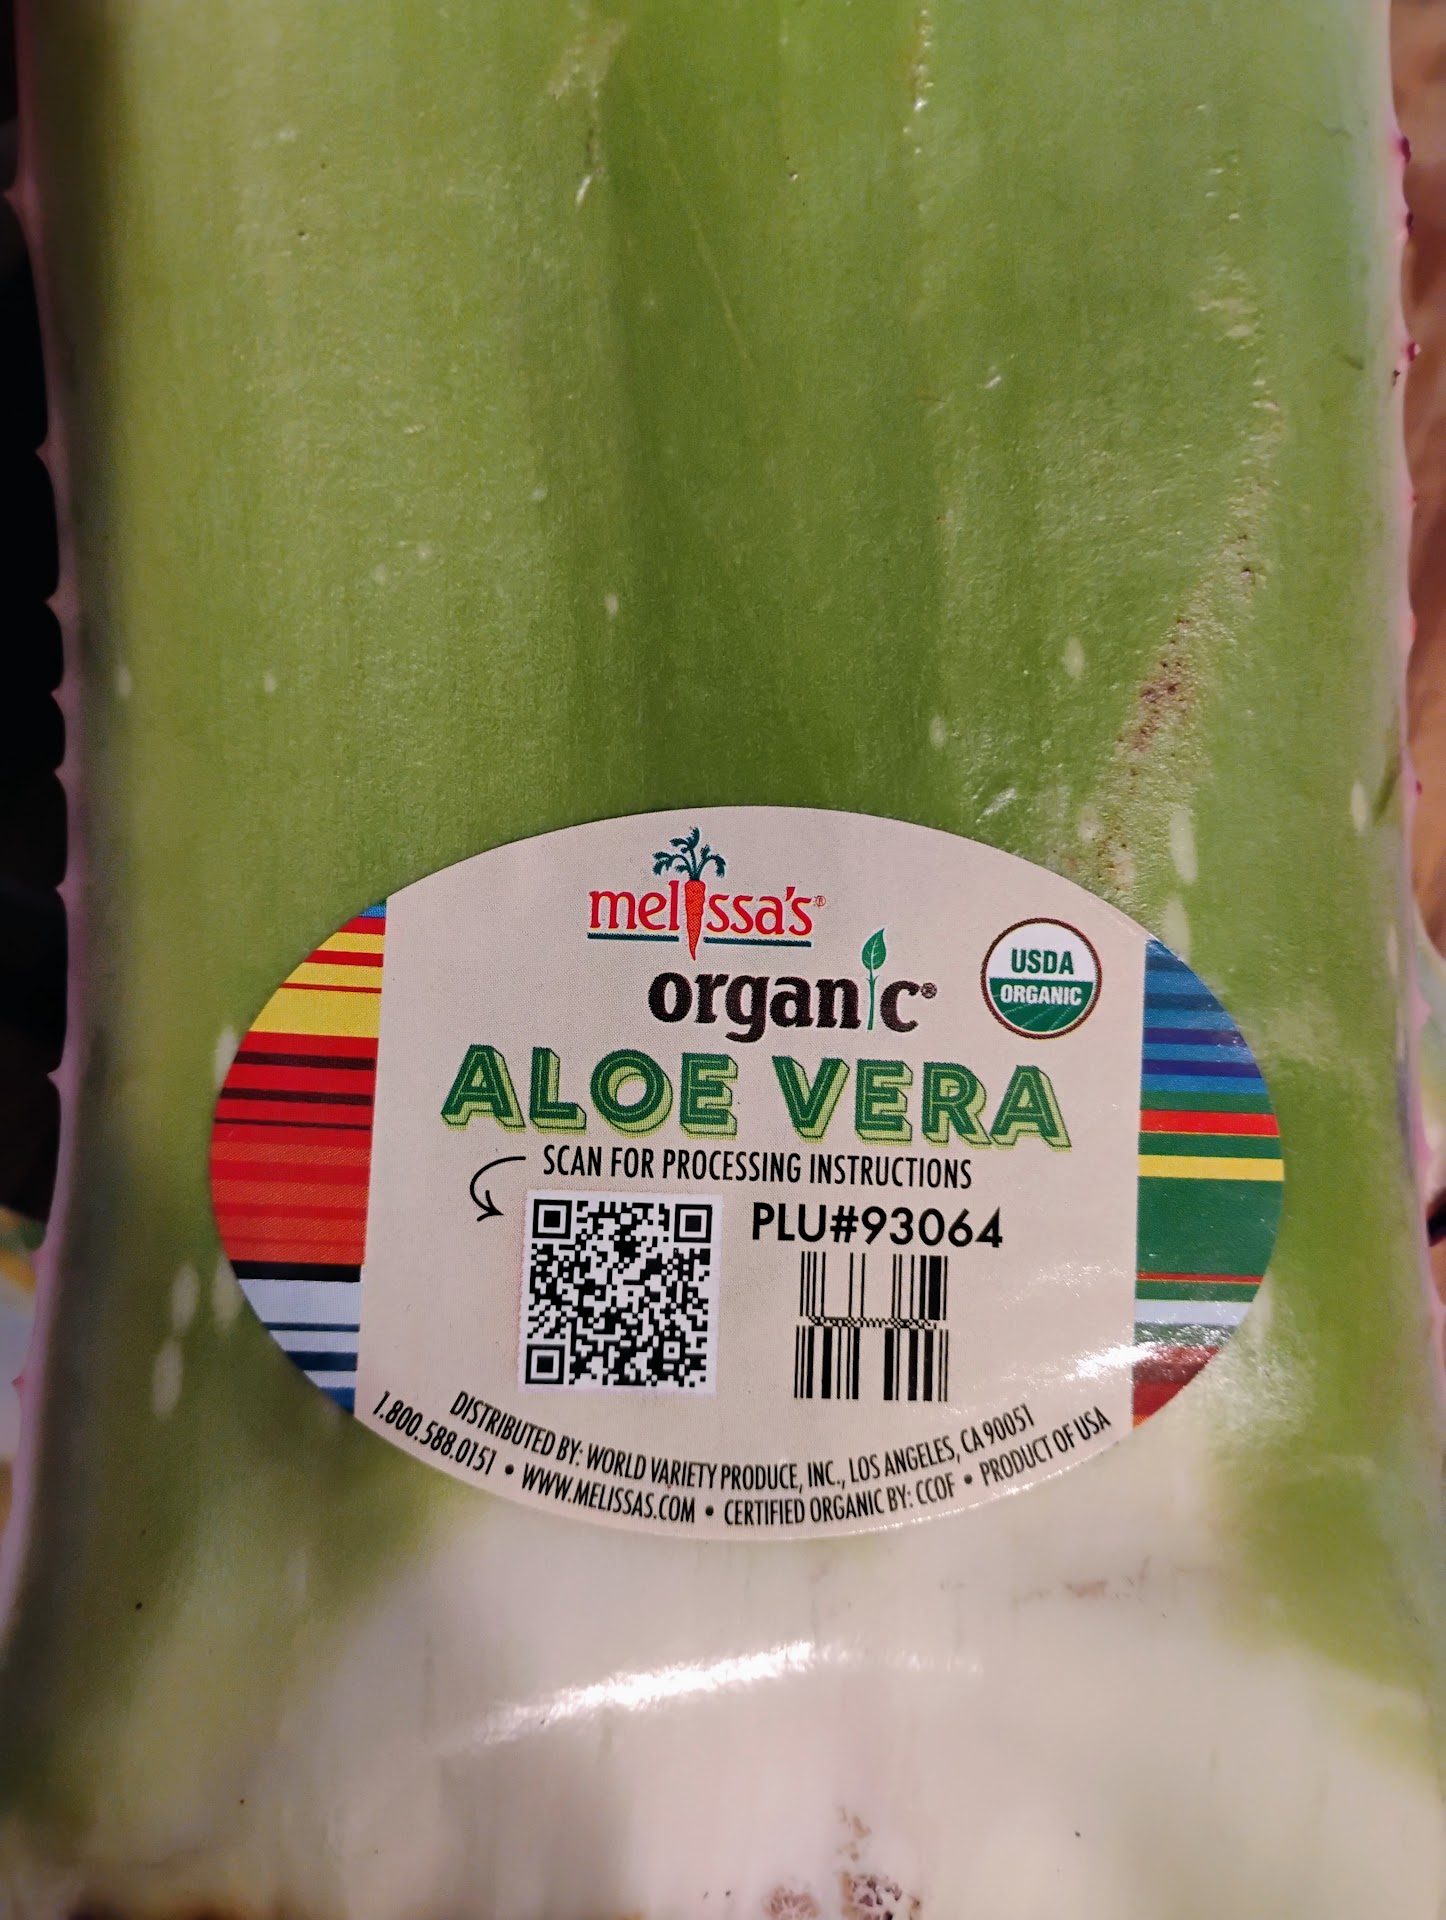 melissa's®
organic®
USDA
ORGANIC
ALOE VERA
SCAN FOR PROCESSING INSTRUCTIONS
PLU#93064
DISTRIBUTED BY: WORLD VARIETY PRODUCE, INC., LOS ANGELES, CA 90051
1.800.588.0151 • WWW.MELISSAS.COM • CERTIFIED ORGANIC BY: CCOF • PRODUCT OF USA